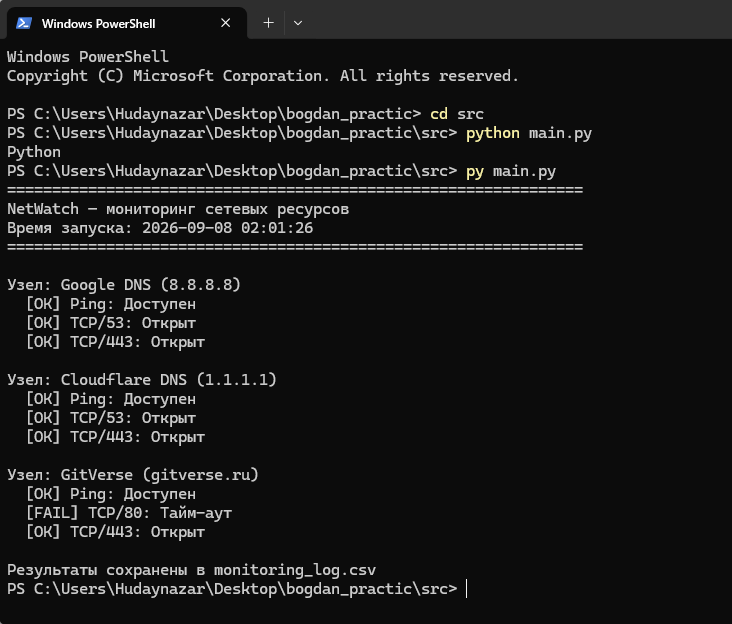 Windows PowerShell
Windows PowerShell
Copyright (C) Microsoft Corporation. All rights reserved.
PS C:\Users\Hudaynazar\Desktop\bogdan_practic> cd src
PS C:\Users\Hudaynazar\Desktop\bogdan_practic\src> python main.py
Python
PS C:\Users\Hudaynazar\Desktop\bogdan_practic\src> py main.py
================================================================
NetWatch — мониторинг сетевых ресурсов
Время запуска: 2026-09-08 02:01:26
================================================================
Узел: Google DNS (8.8.8.8)
[OK] Ping: Доступен
[OK] TCP/53: Открыт
[OK] TCP/443: Открыт
Узел: Cloudflare DNS (1.1.1.1)
[OK] Ping: Доступен
[OK] TCP/53: Открыт
[OK] TCP/443: Открыт
Узел: GitVerse (gitverse.ru)
[OK] Ping: Доступен
[FAIL] TCP/80: Тайм-аут
[OK] TCP/443: Открыт
Результаты сохранены в monitoring_log.csv
PS C:\Users\Hudaynazar\Desktop\bogdan_practic\src>